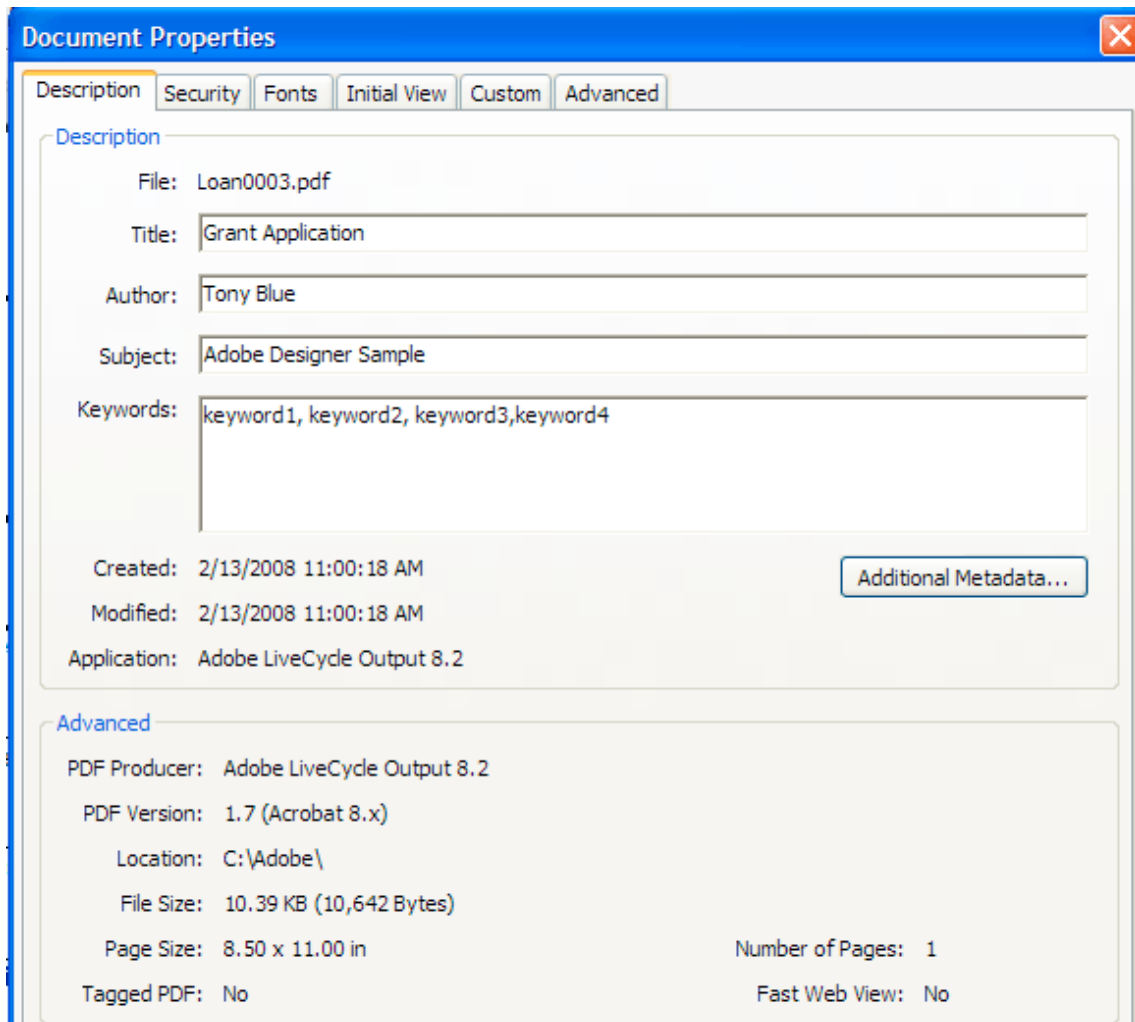 Document Properties
Description Security Fonts Initial View Custom Advanced
Description
File: Loan0003.pdf
Title: Grant Application
Author: Tony Blue
Subject: Adobe Designer Sample
Keywords: keyword1, keyword2, keyword3,keyword4
Created: 2/13/2008 11:00:18 AM
Additional Metadata...
Modified: 2/13/2008 11:00:18 AM
Application: Adobe LiveCycle Output 8.2
Advanced
PDF Producer: Adobe LiveCycle Output 8.2
PDF Version: 1.7 (Acrobat 8.x)
Location: C:\Adobe\
File Size: 10.39 KB (10,642 Bytes)
Page Size: 8.50 x 11.00 in Number of Pages: 1
Tagged PDF: No Fast Web View: No